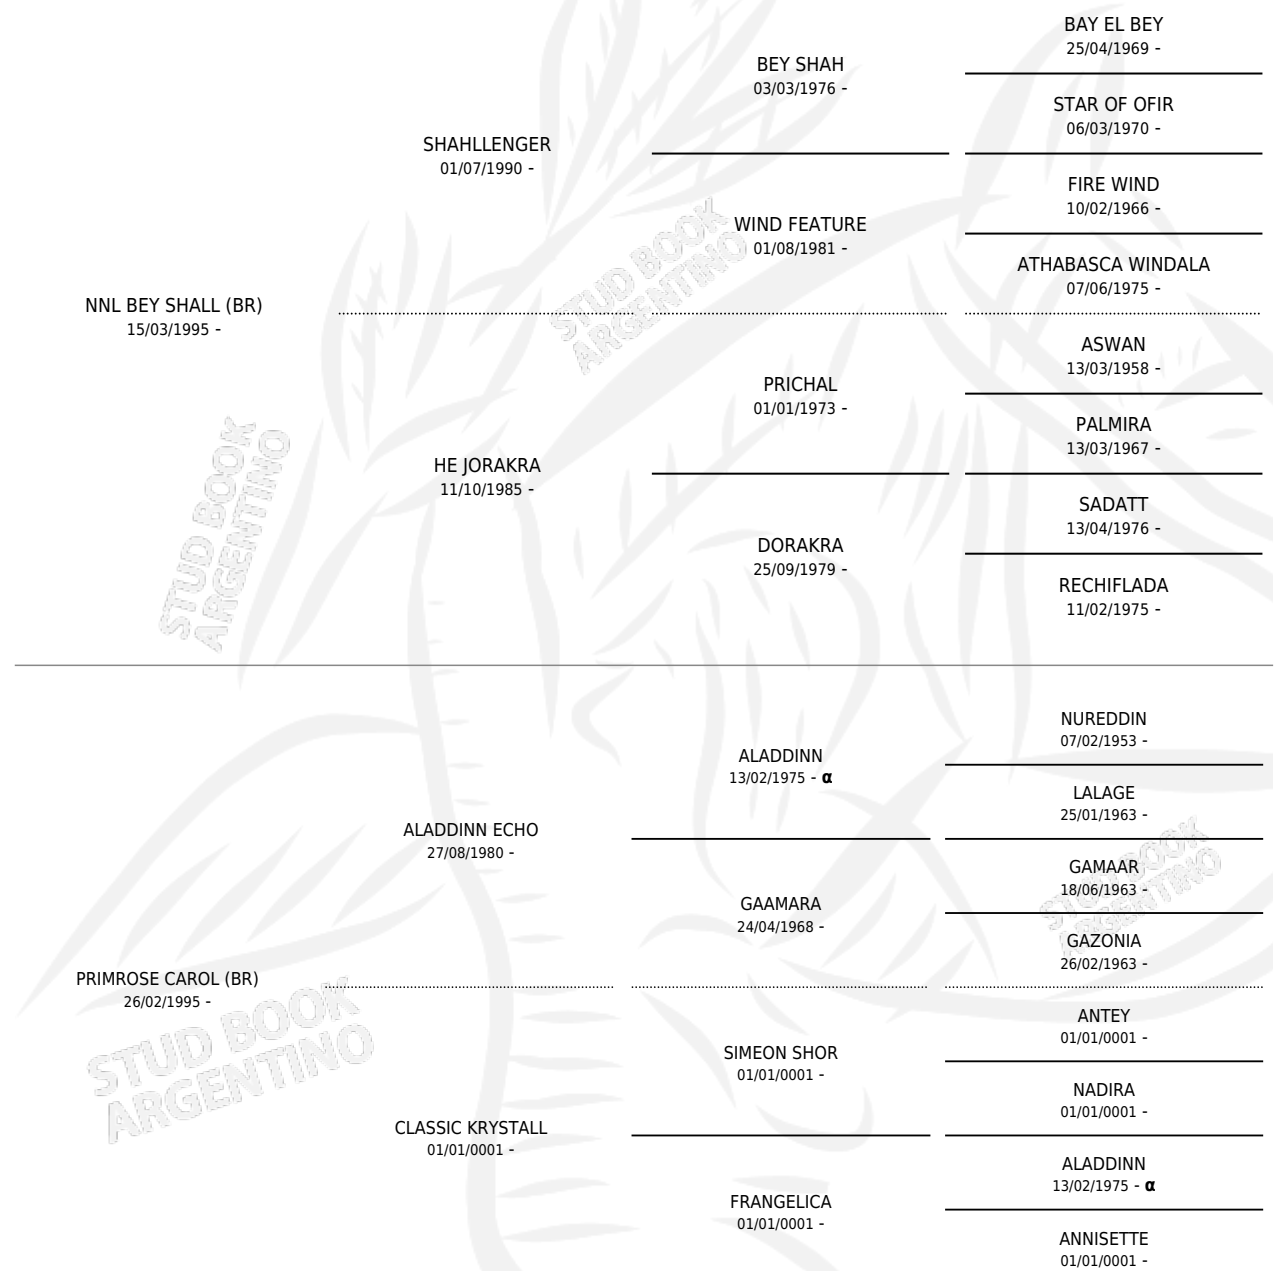 BAY EL BEY
25/04/1969 -
BEY SHAH
03/03/1976 -
STAR OF OFIR
06/03/1970 -
SHAHLLENGER
01/07/1990 -
FIRE WIND
10/02/1966 -
WIND FEATURE
01/08/1981 -
ATHABASCA WINDALA
07/06/1975 -
NNL BEY SHALL (BR)
15/03/1995 -
ASWAN
13/03/1958 -
PRICHAL
01/01/1973 -
PALMIRA
13/03/1967 -
HE JORAKRA
11/10/1985 -
SADATT
13/04/1976 -
DORAKRA
25/09/1979 -
RECHIFLADA
11/02/1975 -
NUREDDIN
07/02/1953 -
ALADDINN
13/02/1975 - α
LALAGE
25/01/1963 -
ALADDINN ECHO
27/08/1980 -
GAMAAR
18/06/1963 -
GAAMARA
24/04/1968 -
GAZONIA
26/02/1963 -
PRIMROSE CAROL (BR)
26/02/1995 -
ANTEY
01/01/0001 -
SIMEON SHOR
01/01/0001 -
NADIRA
01/01/0001 -
CLASSIC KRYSTALL
01/01/0001 -
ALADDINN
13/02/1975 - α
FRANGELICA
01/01/0001 -
ANNISETTE
01/01/0001 -
STUD BOOK
ARGENTINO
STUD BOOK
ARGENTINO
STUD BOOK
ARGENTINO
STUD BOOK
ARGENTINO